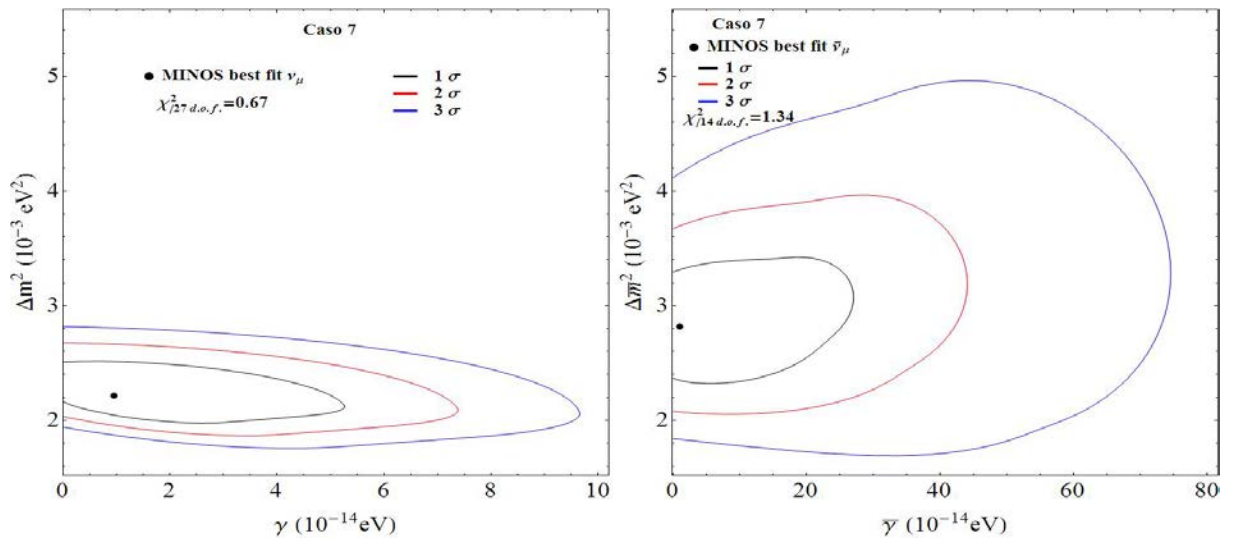 Caso 7
MINOS best fit ν_μ
χ²/27 d.o.f.=0.67
1 σ
2 σ
3 σ
5
4
3
2
Δm² (10⁻³ eV²)
0 2 4 6 8 10
γ (10⁻¹⁴eV)
Caso 7
MINOS best fit ν̄_μ
1 σ
2 σ
3 σ
χ²/14 d.o.f.=1.34
5
4
3
2
Δm̄² (10⁻³ eV²)
0 20 40 60 80
γ̄ (10⁻¹⁴eV)